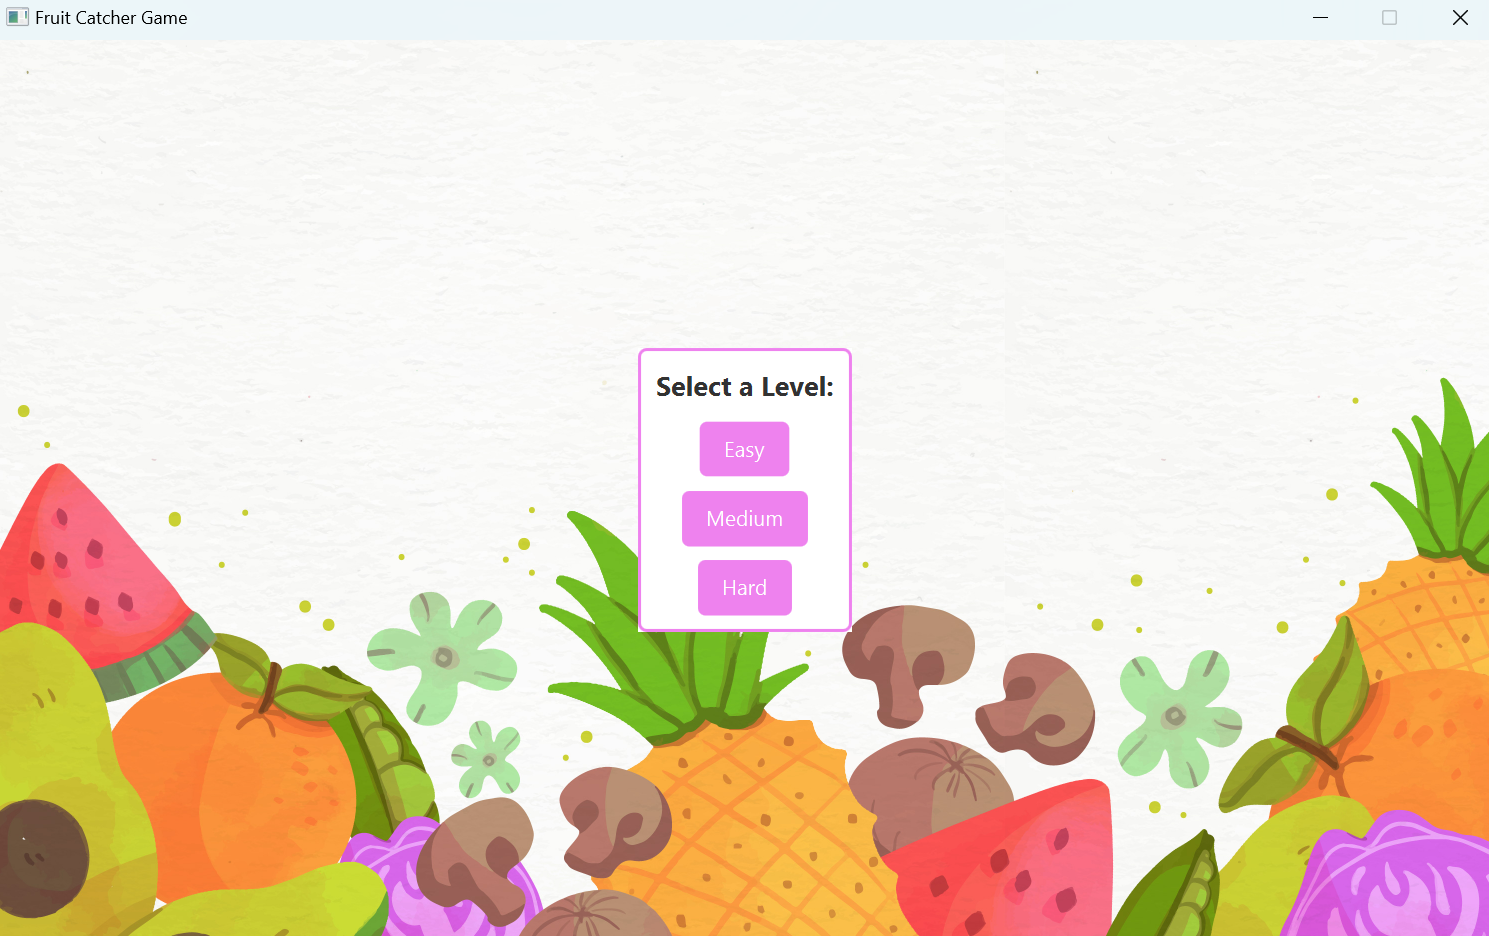 Fruit Catcher Game
Select a Level:
Easy
Medium
Hard